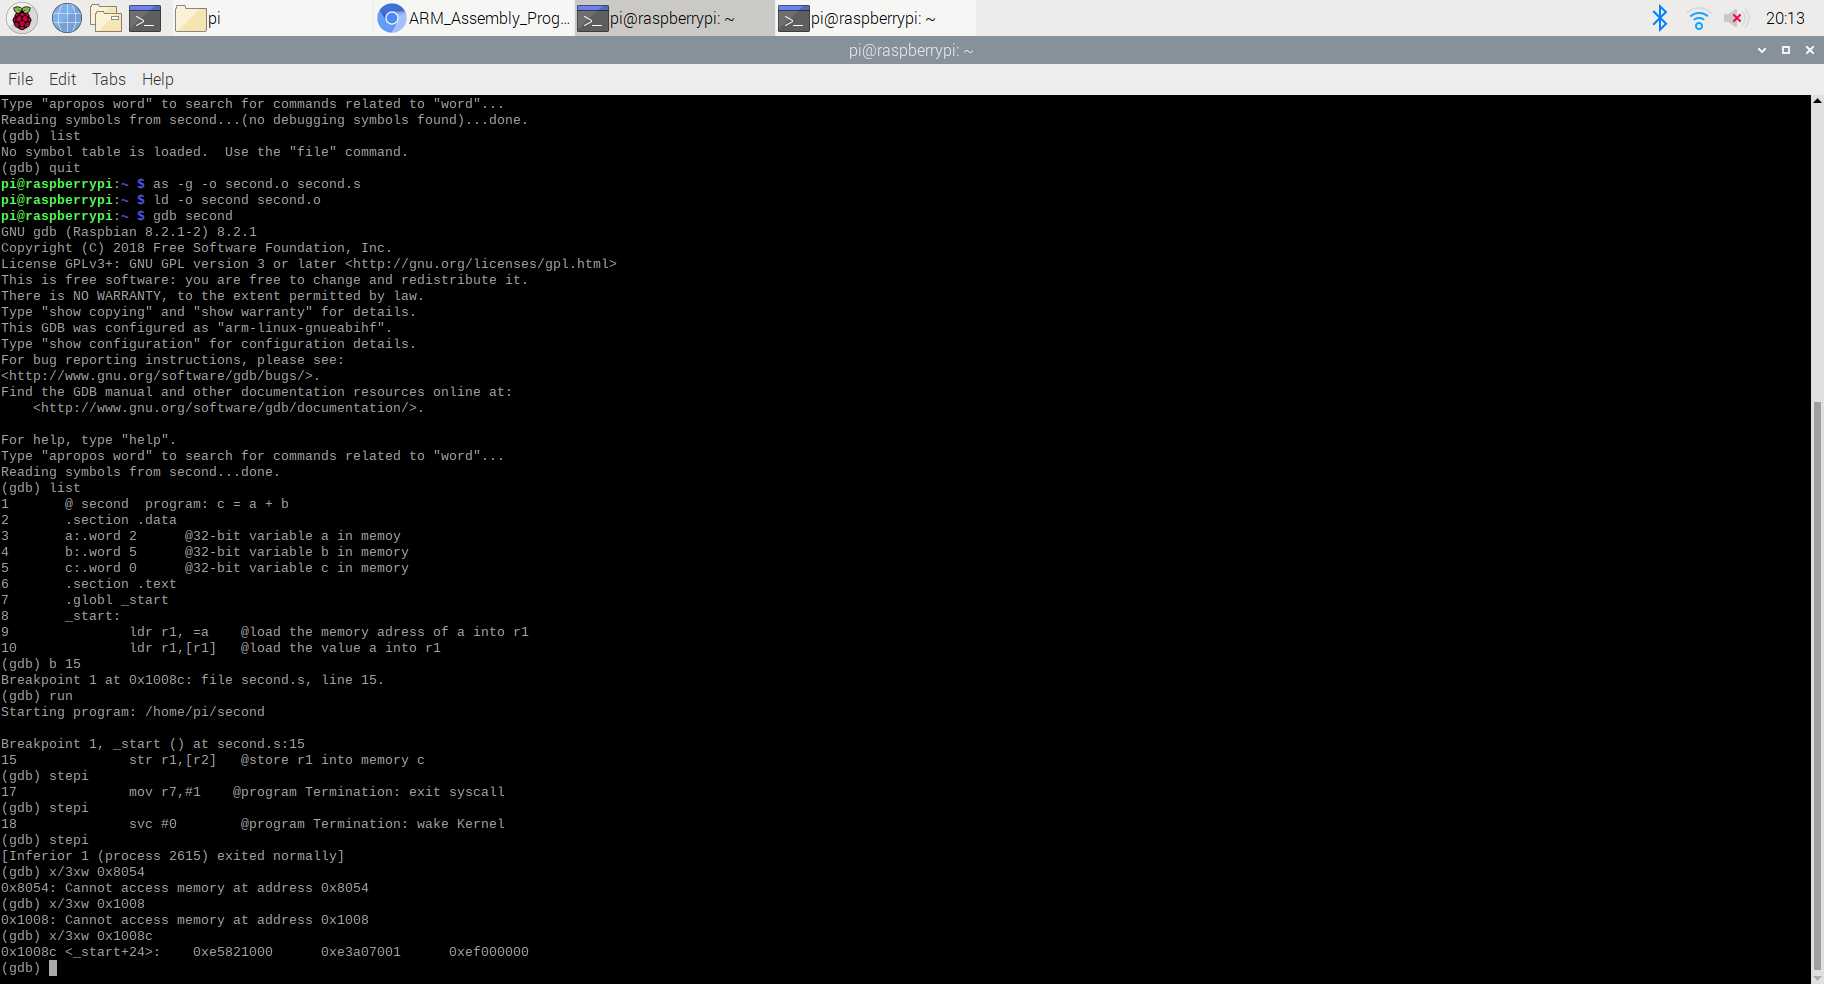 pi
ARM_Assembly_Prog...
pi@raspberrypi: ~
pi@raspberrypi: ~
20:13
pi@raspberrypi: ~
File Edit Tabs Help
Type "apropos word" to search for commands related to "word"...
Reading symbols from second...(no debugging symbols found)...done.
(gdb) list
No symbol table is loaded.  Use the "file" command.
(gdb) quit
pi@raspberrypi:~ $ as -g -o second.o second.s
pi@raspberrypi:~ $ ld -o second second.o
pi@raspberrypi:~ $ gdb second
GNU gdb (Raspbian 8.2.1-2) 8.2.1
Copyright (C) 2018 Free Software Foundation, Inc.
License GPLv3+: GNU GPL version 3 or later <http://gnu.org/licenses/gpl.html>
This is free software: you are free to change and redistribute it.
There is NO WARRANTY, to the extent permitted by law.
Type "show copying" and "show warranty" for details.
This GDB was configured as "arm-linux-gnueabihf".
Type "show configuration" for configuration details.
For bug reporting instructions, please see:
<http://www.gnu.org/software/gdb/bugs/>.
Find the GDB manual and other documentation resources online at:
    <http://www.gnu.org/software/gdb/documentation/>.
For help, type "help".
Type "apropos word" to search for commands related to "word"...
Reading symbols from second...done.
(gdb) list
1       @ second  program: c = a + b
2       .section .data
3       a:.word 2      @32-bit variable a in memoy
4       b:.word 5      @32-bit variable b in memory
5       c:.word 0      @32-bit variable c in memory
6       .section .text
7       .globl _start
8       _start:
9               ldr r1, =a    @load the memory adress of a into r1
10              ldr r1,[r1]   @load the value a into r1
(gdb) b 15
Breakpoint 1 at 0x1008c: file second.s, line 15.
(gdb) run
Starting program: /home/pi/second
Breakpoint 1, _start () at second.s:15
15              str r1,[r2]   @store r1 into memory c
(gdb) stepi
17              mov r7,#1    @program Termination: exit syscall
(gdb) stepi
18              svc #0        @program Termination: wake Kernel
(gdb) stepi
[Inferior 1 (process 2615) exited normally]
(gdb) x/3xw 0x8054
0x8054: Cannot access memory at address 0x8054
(gdb) x/3xw 0x1008
0x1008: Cannot access memory at address 0x1008
(gdb) x/3xw 0x1008c
0x1008c <_start+24>:    0xe5821000      0xe3a07001      0xef000000
(gdb)